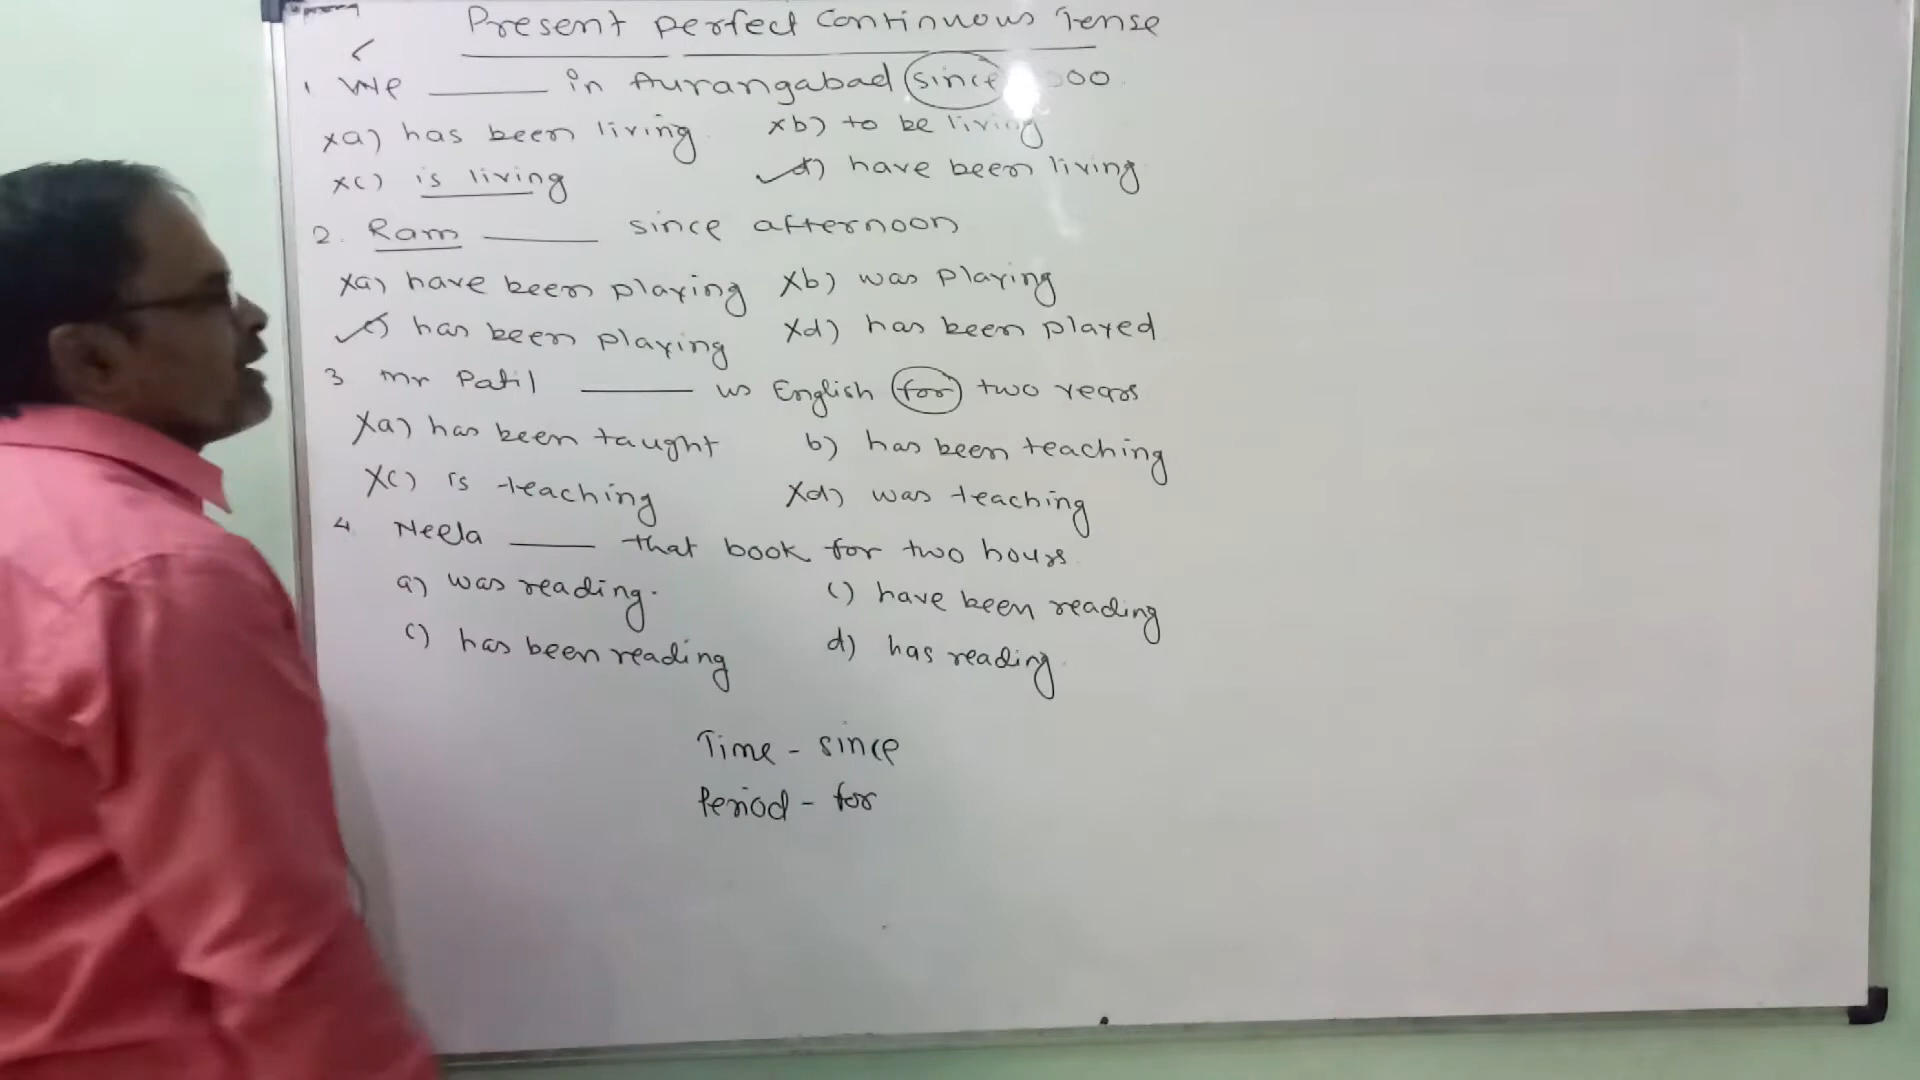 Present perfect Continuous Tense
1 We ______ in Aurangabad since 000
xa) has been living xb) to be living
xc) is living ✓d) have been living
2. Ram ______ since afternoon
xa) have been playing xb) was playing
✓c) has been playing xd) has been played
3 Mr Patil ______ us English for two years
xa) has been taught b) has been teaching
xc) is teaching xd) was teaching
4 Neela ______ that book for two hours.
a) was reading. c) have been reading
c) has been reading d) has reading.
Time - since
Period - for